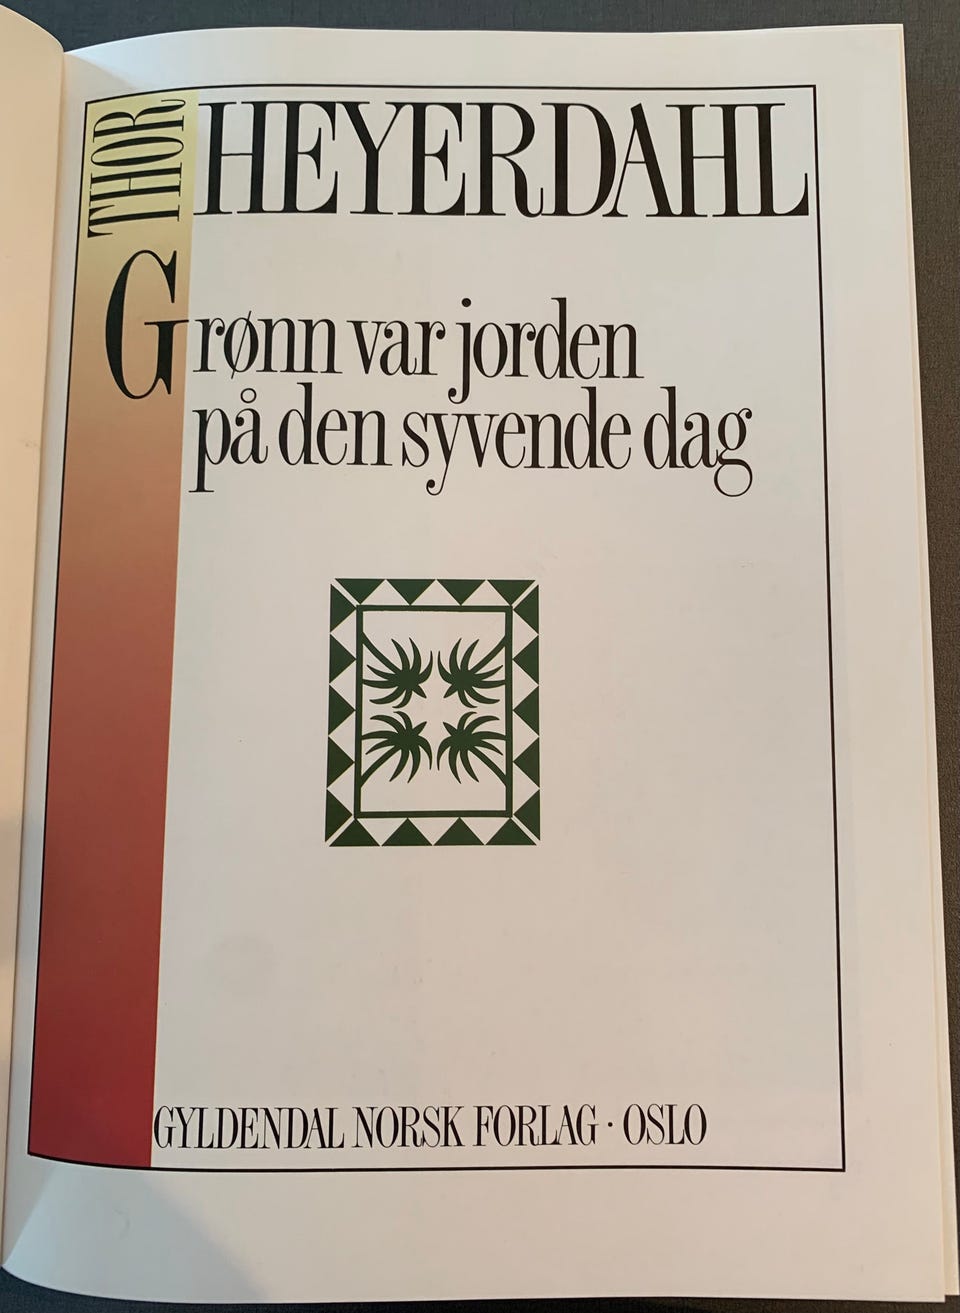 THOR HEYERDAHL
Grønn var jorden
på den syvende dag
GYLDENDAL NORSK FORLAG · OSLO